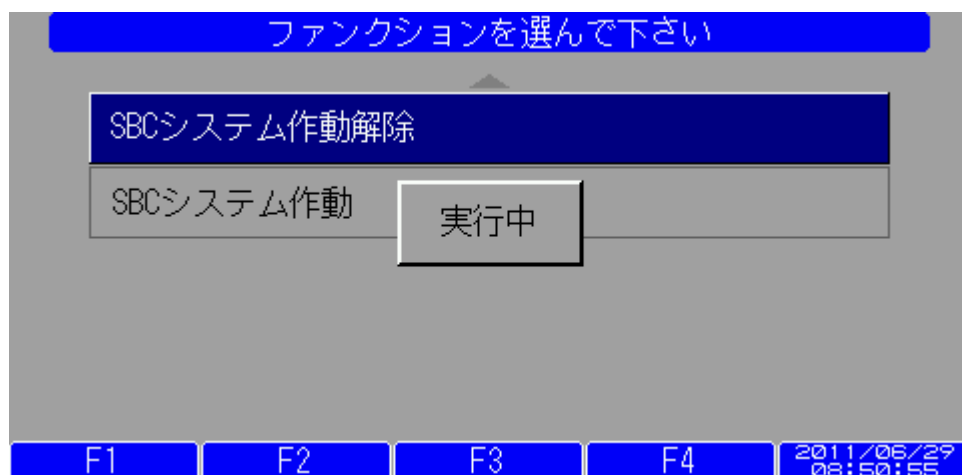 ファンクションを選んで下さい
SBCシステム作動解除
SBCシステム作動
実行中
F1 F2 F3 F4 2011/06/29
08:50:55